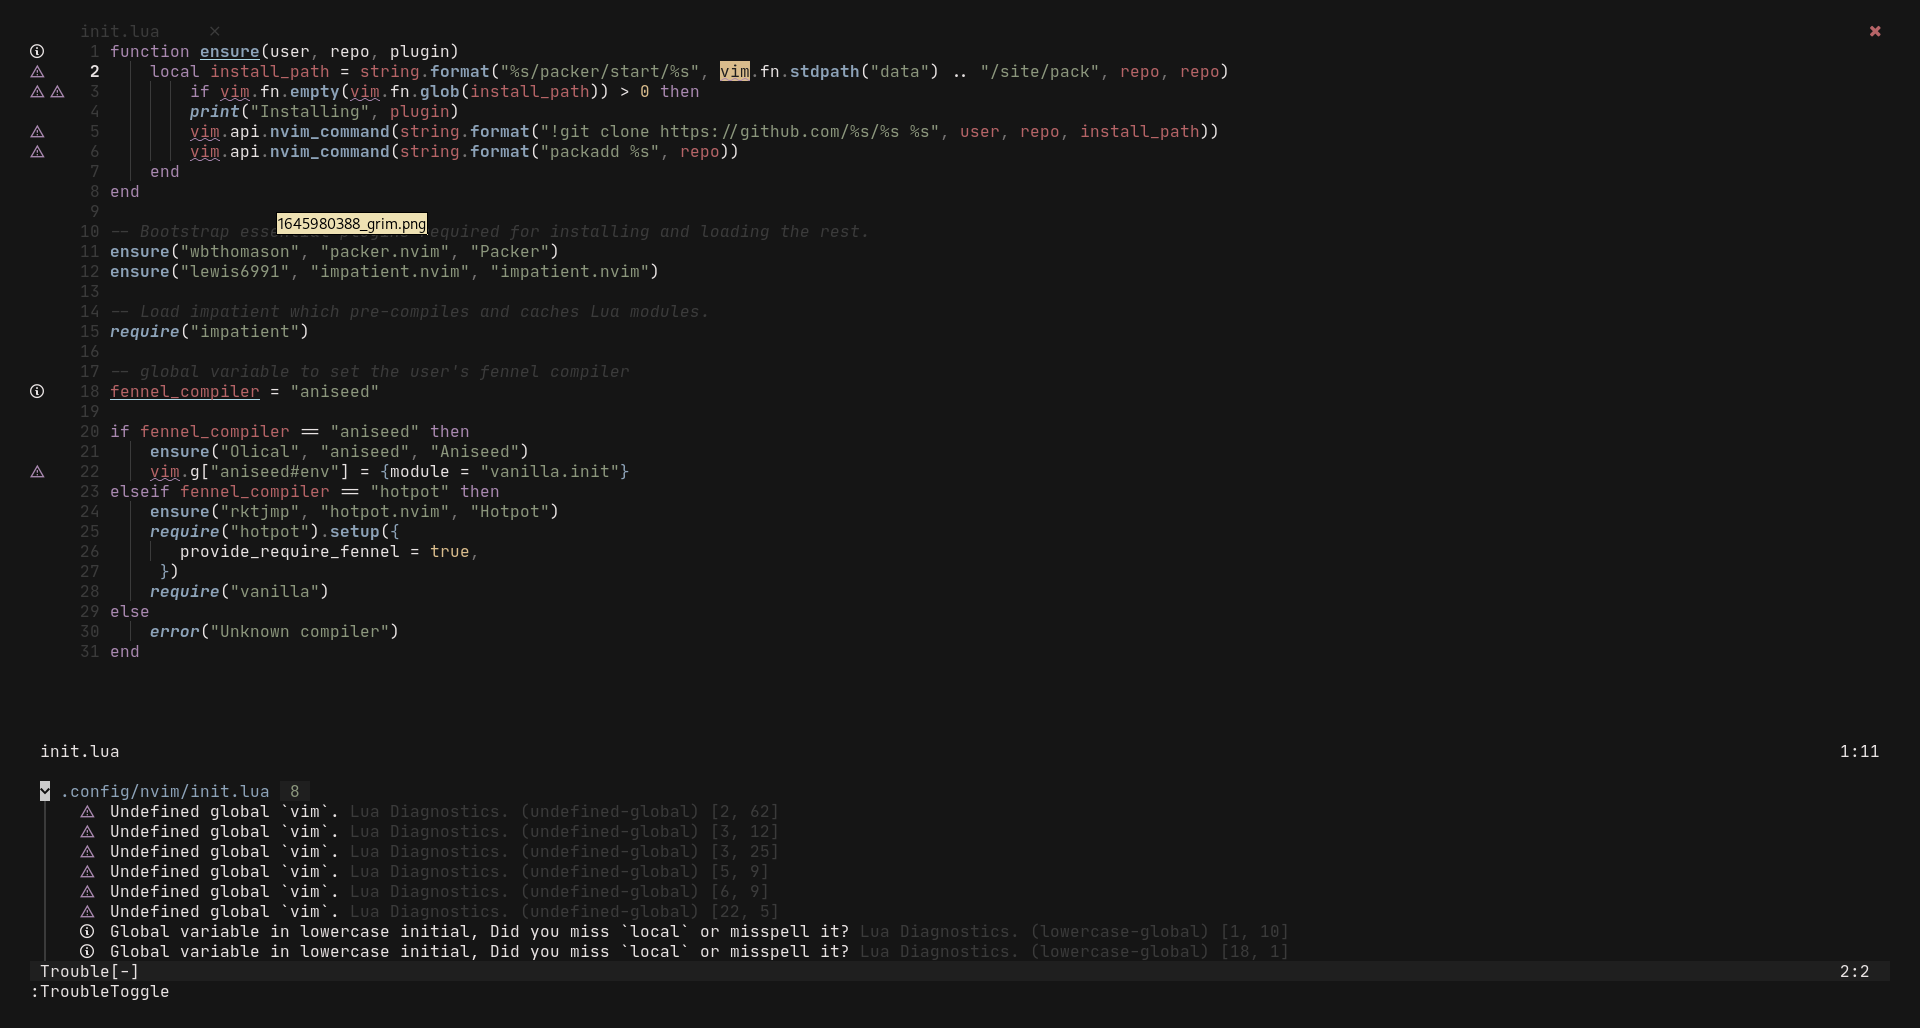 init.lua ×
1 function ensure(user, repo, plugin)
2 local install_path = string.format("%s/packer/start/%s", vim.fn.stdpath("data") .. "/site/pack", repo, repo)
3 if vim.fn.empty(vim.fn.glob(install_path)) > 0 then
4 print("Installing", plugin)
5 vim.api.nvim_command(string.format("!git clone https://github.com/%s/%s %s", user, repo, install_path))
6 vim.api.nvim_command(string.format("packadd %s", repo))
7 end
8 end
9
1645980388_grim.png
10 -- Bootstrap required for installing and loading the rest.
11 ensure("wbthomason", "packer.nvim", "Packer")
12 ensure("lewis6991", "impatient.nvim", "impatient.nvim")
13
14 -- Load impatient which pre-compiles and caches Lua modules.
15 require("impatient")
16
17 -- global variable to set the user's fennel compiler
18 fennel_compiler = "aniseed"
19
20 if fennel_compiler == "aniseed" then
21 ensure("Olical", "aniseed", "Aniseed")
22 vim.g["aniseed#env"] = {module = "vanilla.init"}
23 elseif fennel_compiler == "hotpot" then
24 ensure("rktjmp", "hotpot.nvim", "Hotpot")
25 require("hotpot").setup({
26 provide_require_fennel = true,
27 })
28 require("vanilla")
29 else
30 error("Unknown compiler")
31 end
init.lua 1:11
.config/nvim/init.lua 8
Undefined global `vim`. Lua Diagnostics. (undefined-global) [2, 62]
Undefined global `vim`. Lua Diagnostics. (undefined-global) [3, 12]
Undefined global `vim`. Lua Diagnostics. (undefined-global) [3, 25]
Undefined global `vim`. Lua Diagnostics. (undefined-global) [5, 9]
Undefined global `vim`. Lua Diagnostics. (undefined-global) [6, 9]
Undefined global `vim`. Lua Diagnostics. (undefined-global) [22, 5]
Global variable in lowercase initial, Did you miss `local` or misspell it? Lua Diagnostics. (lowercase-global) [1, 10]
Global variable in lowercase initial, Did you miss `local` or misspell it? Lua Diagnostics. (lowercase-global) [18, 1]
Trouble[-] 2:2
:TroubleToggle